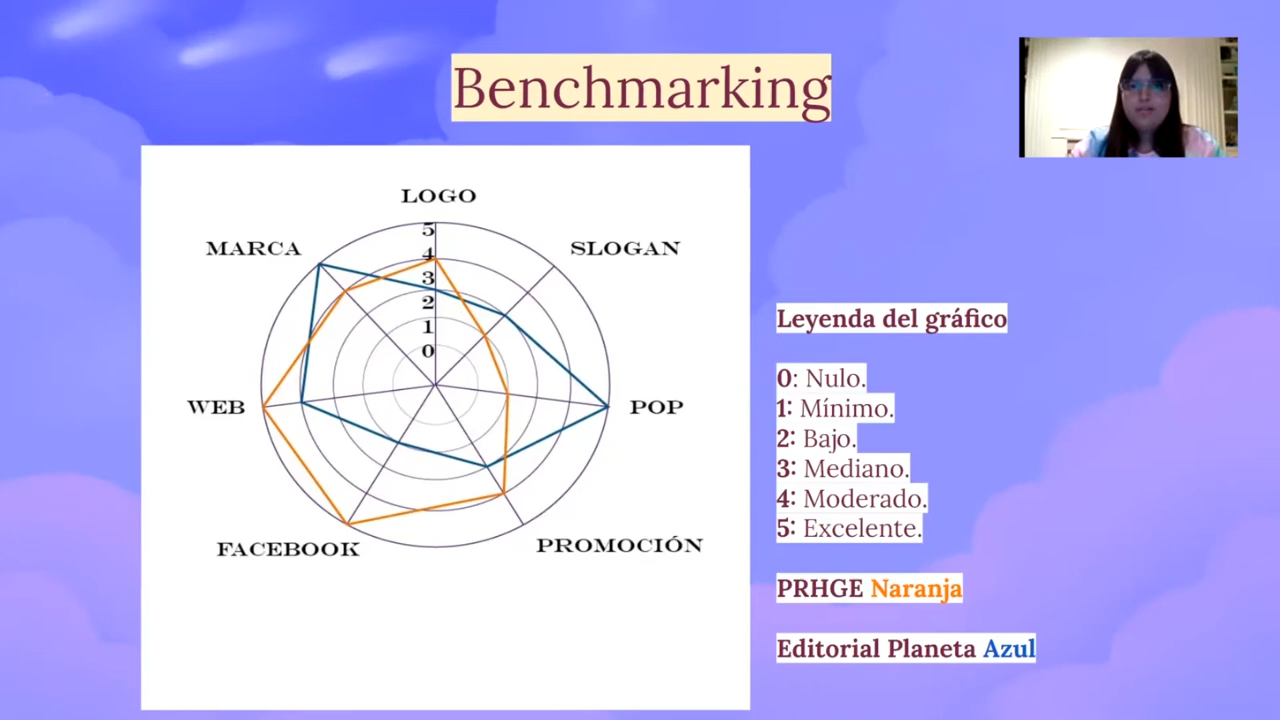 Benchmarking
LOGO
SLOGAN
POP
PROMOCIÓN
FACEBOOK
WEB
MARCA
5
4
3
2
1
0
Leyenda del gráfico
0: Nulo.
1: Mínimo.
2: Bajo.
3: Mediano.
4: Moderado.
5: Excelente.
PRHGE Naranja
Editorial Planeta Azul